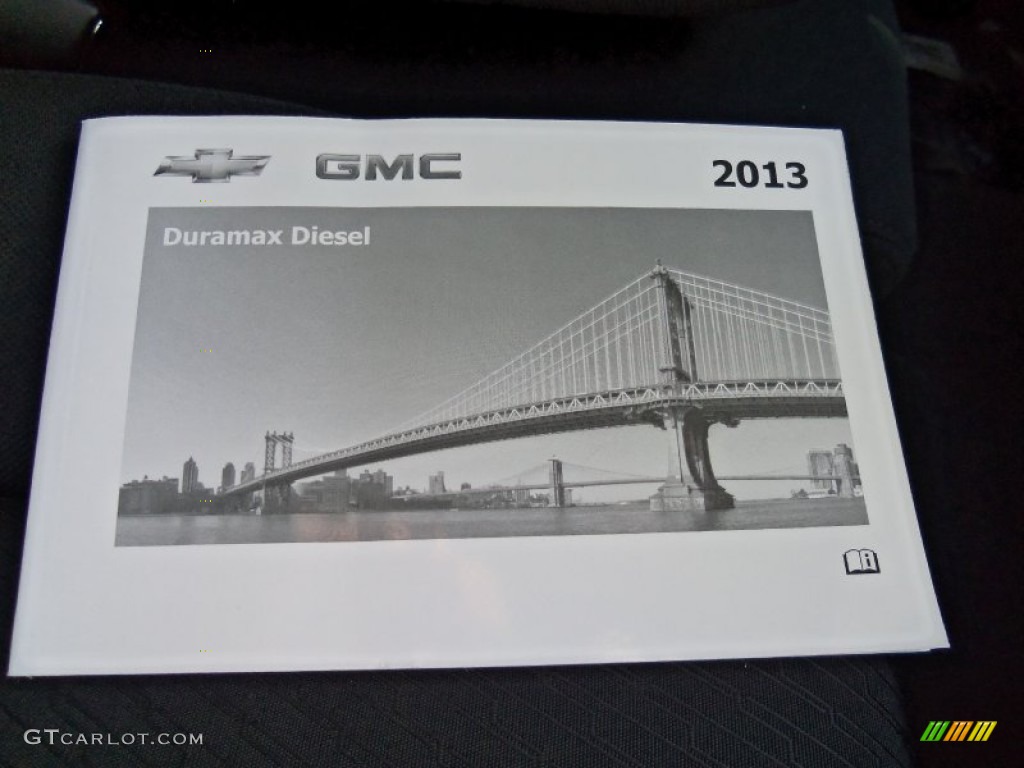 GMC
2013
Duramax Diesel
i
GTcarlot.com